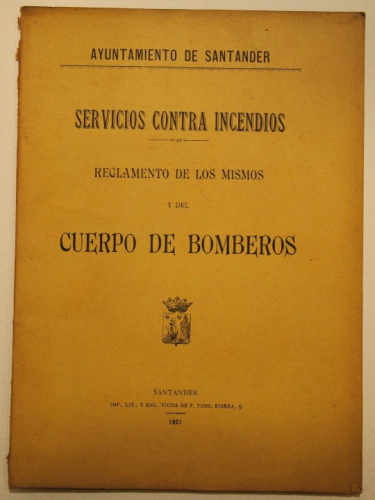 AYUNTAMIENTO DE SANTANDER
SERVICIOS CONTRA INCENDIOS
REGLAMENTO DE LOS MISMOS
Y DEL
CUERPO DE BOMBEROS
SANTANDER
IMP., LIT., Y ENC. VIUDA DE F. FONS, RIBERA, 9
1901